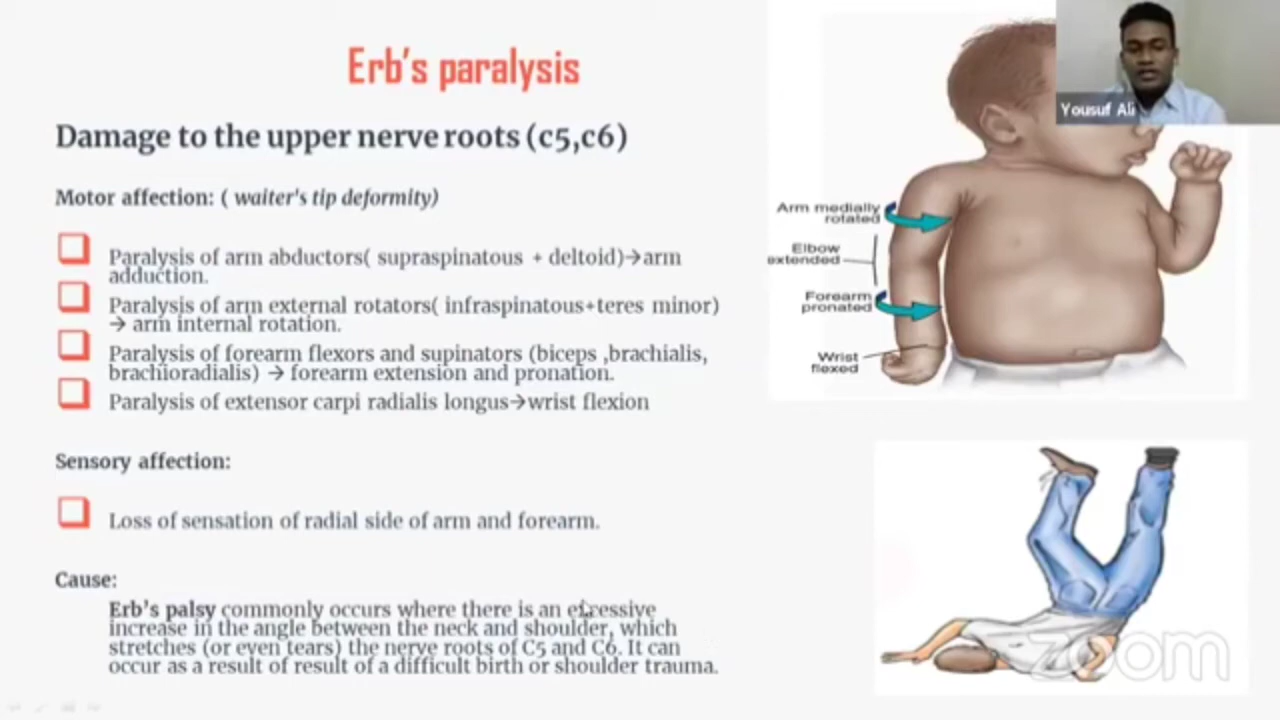 Erb's paralysis
Damage to the upper nerve roots (c5,c6)
Motor affection: ( waiter's tip deformity)
Paralysis of arm abductors( supraspinatous + deltoid)→arm
adduction.
Paralysis of arm external rotators( infraspinatous+teres minor)
→ arm internal rotation.
Paralysis of forearm flexors and supinators (biceps ,brachialis,
brachioradialis) → forearm extension and pronation.
Paralysis of extensor carpi radialis longus→wrist flexion
Sensory affection:
Loss of sensation of radial side of arm and forearm.
Cause:
Erb's palsy commonly occurs where there is an excessive
increase in the angle between the neck and shoulder, which
stretches (or even tears) the nerve roots of C5 and C6. It can
occur as a result of result of a difficult birth or shoulder trauma.
Yousuf Ali
Arm medially
rotated
Elbow
extended
Forearm
pronated
Wrist
flexed
zoom